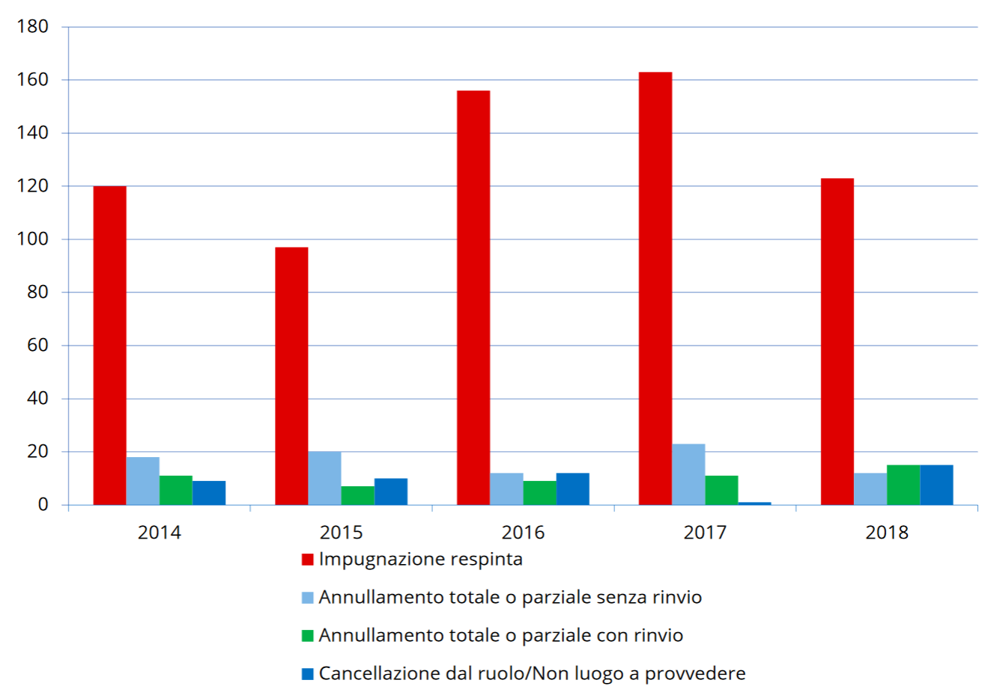 180
160
140
120
100
80
60
40
20
0
2014 2015 2016 2017 2018
Impugnazione respinta
Annullamento totale o parziale senza rinvio
Annullamento totale o parziale con rinvio
Cancellazione dal ruolo/Non luogo a provvedere